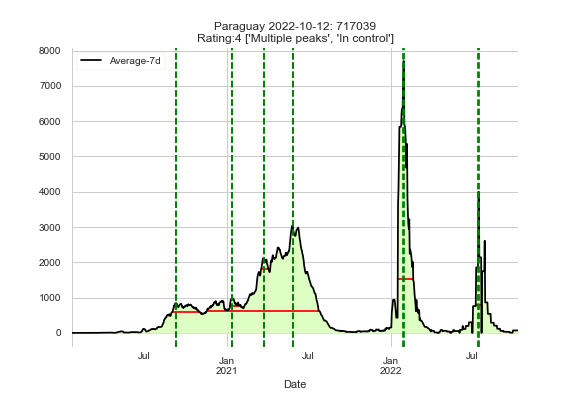 Paraguay 2022-10-12: 717039
Rating:4 ['Multiple peaks', 'In control']
Average-7d
8000
7000
6000
5000
4000
3000
2000
1000
0
Jul
Jan
2021
Jul
Jan
2022
Jul
Date